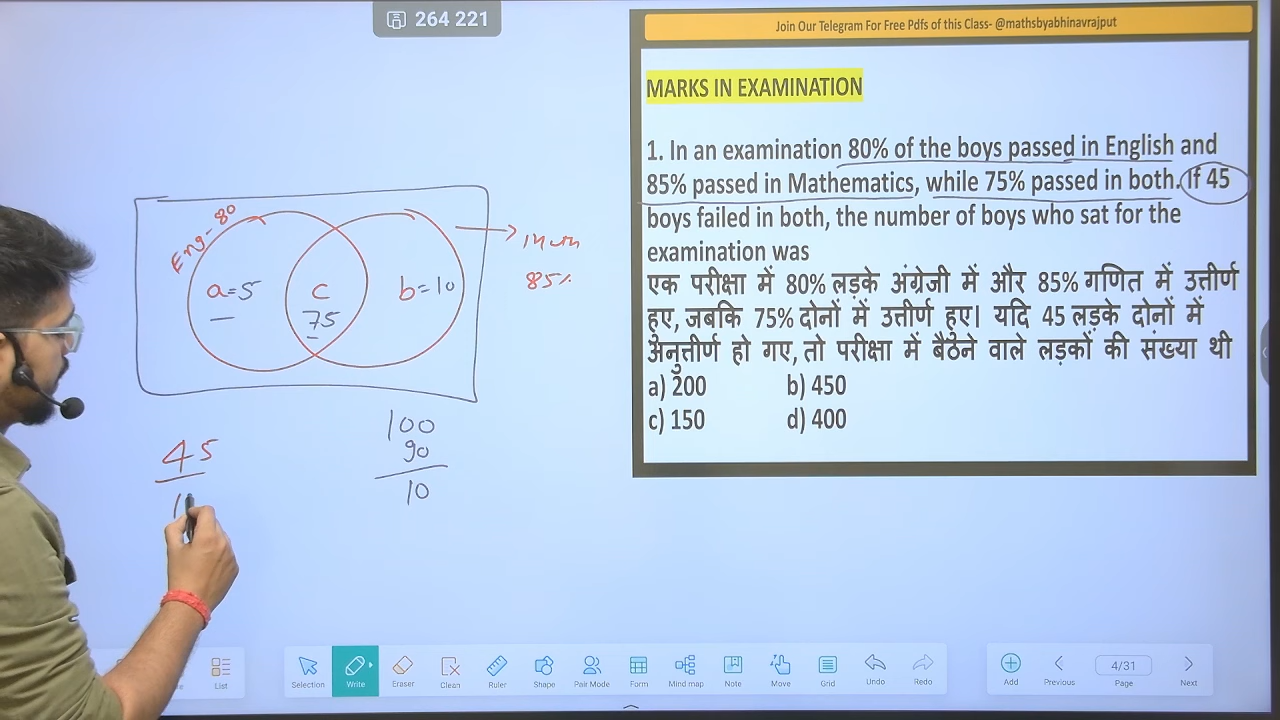 264 221
Join Our Telegram For Free Pdfs of this Class- @mathsbyabhinavrajput
MARKS IN EXAMINATION
1. In an examination 80% of the boys passed in English and
85% passed in Mathematics, while 75% passed in both. If 45
boys failed in both, the number of boys who sat for the
examination was
एक परीक्षा में 80% लड़के अंग्रेजी में और 85% गणित में उत्तीर्ण
हुए, जबकि 75% दोनों में उत्तीर्ण हुए। यदि 45 लड़के दोनों में
अनुत्तीर्ण हो गए, तो परीक्षा में बैठने वाले लड़कों की संख्या थी
a) 200 b) 450
c) 150 d) 400
Eng-80
Math
85%
a=5 c b=10
75
100
90
10
45
List
Selection Write Eraser Clean Ruler Shape Pair Mode Form Mind map Note Move Grid Undo Redo
Add Previous Page Next
4/31